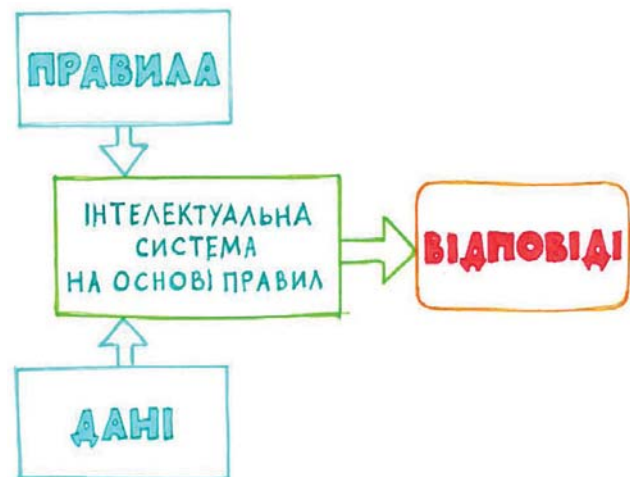 ПРАВИЛА
ІНТЕЛЕКТУАЛЬНА
СИСТЕМА
НА ОСНОВІ ПРАВИЛ
ВІДПОВІДІ
ДАНІ